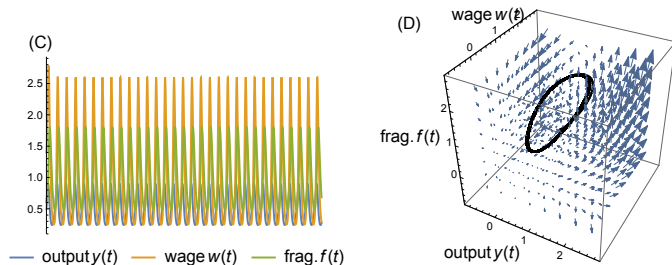 (C)
2.5
2.0
1.5
1.0
0.5
output y(t) wage w(t) frag. f(t)
(D)
wage w(t)
0
1
2
frag. f(t)
2
1
0
output y(t)
0
1
2